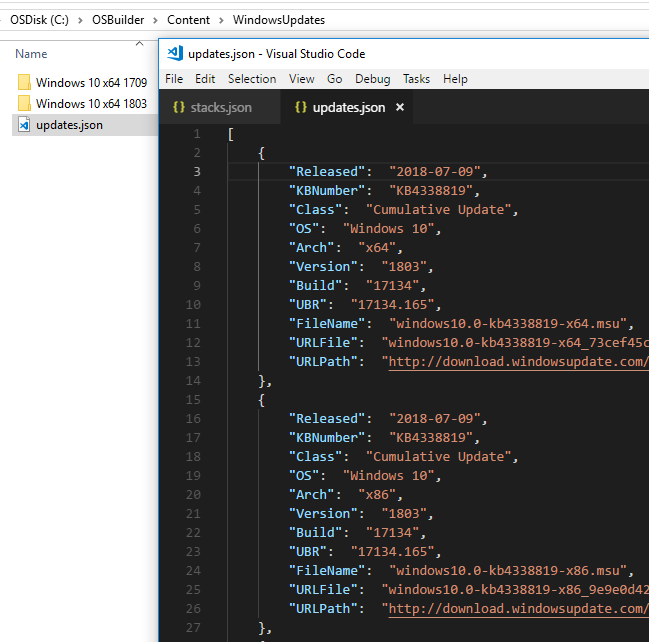 OSDisk (C:) > OSBuilder > Content > WindowsUpdates
Name
Windows 10 x64 1709
Windows 10 x64 1803
updates.json
updates.json - Visual Studio Code
File Edit Selection View Go Debug Tasks Help
{} stacks.json {} updates.json ×
1 [
2 {
3 "Released": "2018-07-09",
4 "KBNumber": "KB4338819",
5 "Class": "Cumulative Update",
6 "OS": "Windows 10",
7 "Arch": "x64",
8 "Version": "1803",
9 "Build": "17134",
10 "UBR": "17134.165",
11 "FileName": "windows10.0-kb4338819-x64.msu",
12 "URLFile": "windows10.0-kb4338819-x64_73cef45c
13 "URLPath": "http://download.windowsupdate.com/
14 },
15 {
16 "Released": "2018-07-09",
17 "KBNumber": "KB4338819",
18 "Class": "Cumulative Update",
19 "OS": "Windows 10",
20 "Arch": "x86",
21 "Version": "1803",
22 "Build": "17134",
23 "UBR": "17134.165",
24 "FileName": "windows10.0-kb4338819-x86.msu",
25 "URLFile": "windows10.0-kb4338819-x86_9e9e0d42
26 "URLPath": "http://download.windowsupdate.com/
27 },